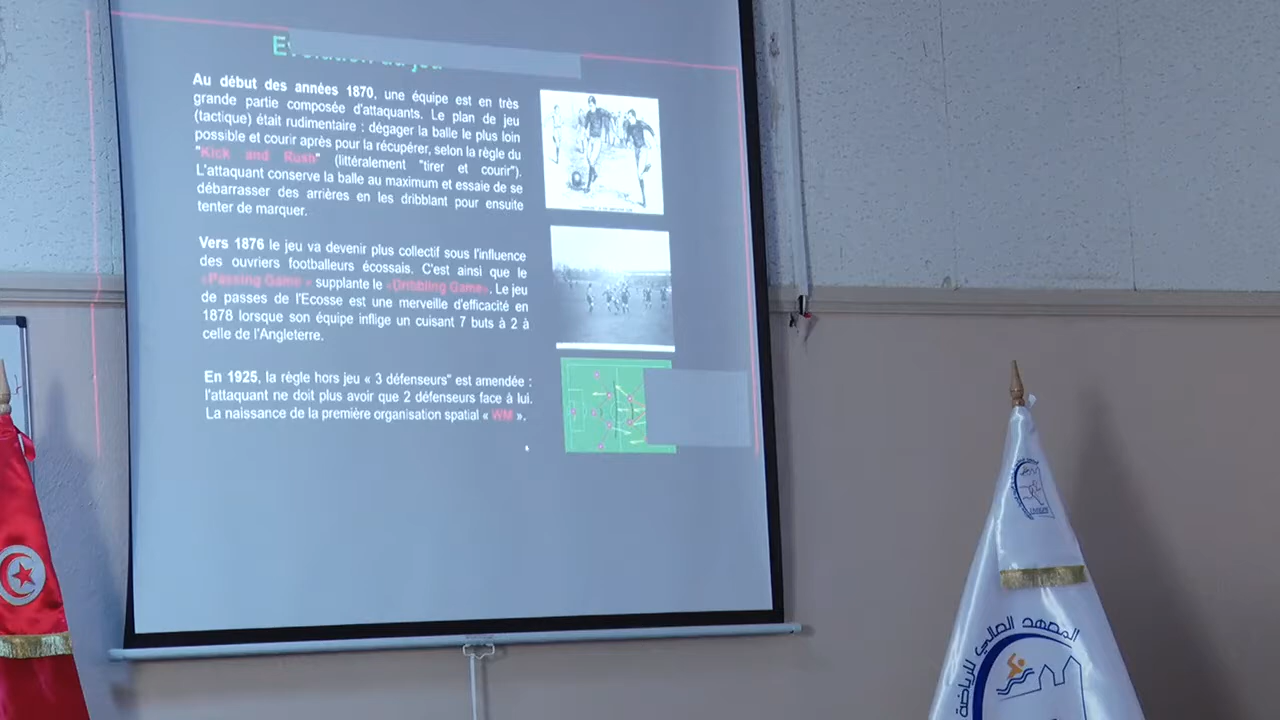 Evolution du jeu
Au début des années 1870, une équipe est en très
grande partie composée d'attaquants. Le plan de jeu
(tactique) était rudimentaire : dégager la balle le plus loin
possible et courir après pour la récupérer, selon la règle du
"Kick and Rush" (littéralement "tirer et courir").
L'attaquant conserve la balle au maximum et essaie de se
débarrasser des arrières en les dribblant pour ensuite
tenter de marquer.
Vers 1876 le jeu va devenir plus collectif sous l'influence
des ouvriers footballeurs écossais. C'est ainsi que le
«Passing Game » supplante le «Dribbling Game». Le jeu
de passes de l'Ecosse est une merveille d'efficacité en
1878 lorsque son équipe inflige un cuisant 7 buts à 2 à
celle de l'Angleterre.
En 1925, la règle hors jeu « 3 défenseurs" est amendée :
l'attaquant ne doit plus avoir que 2 défenseurs face à lui.
La naissance de la première organisation spatial « WM ».
المعهد العالي للرياضة